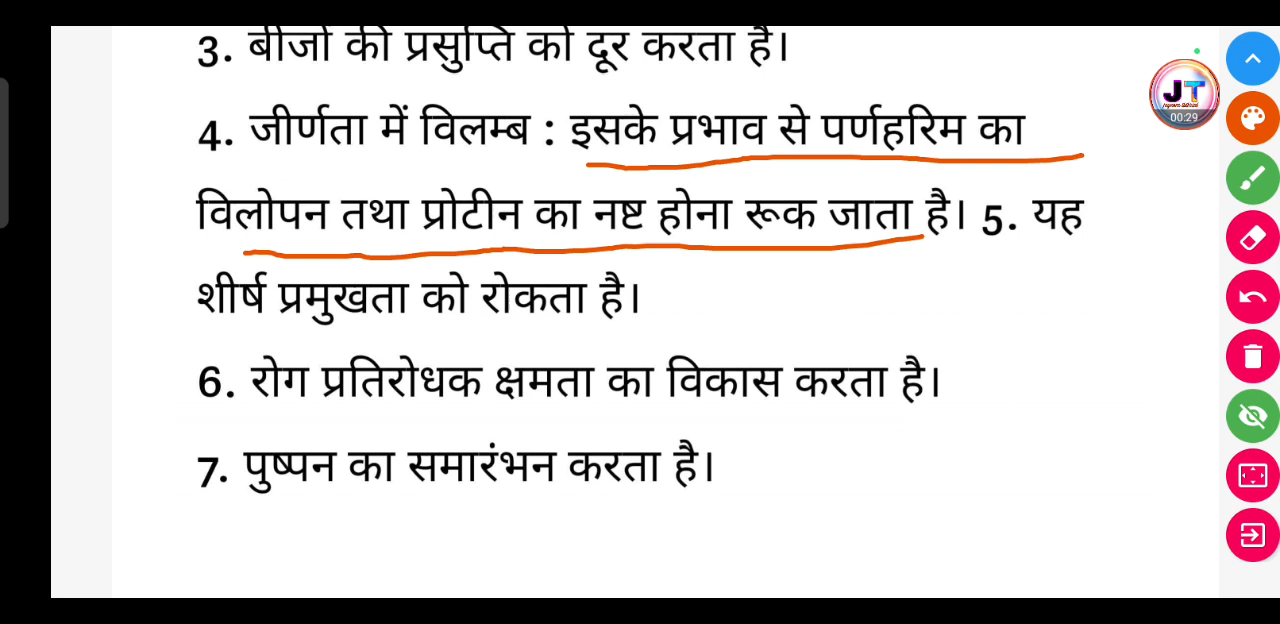 3. बीजों की प्रसुप्ति को दूर करता है।
4. जीर्णता में विलम्ब : इसके प्रभाव से पर्णहरिम का
विलोपन तथा प्रोटीन का नष्ट होना रूक जाता है। 5. यह
शीर्ष प्रमुखता को रोकता है।
6. रोग प्रतिरोधक क्षमता का विकास करता है।
7. पुष्पन का समारंभन करता है।
JT
00:29